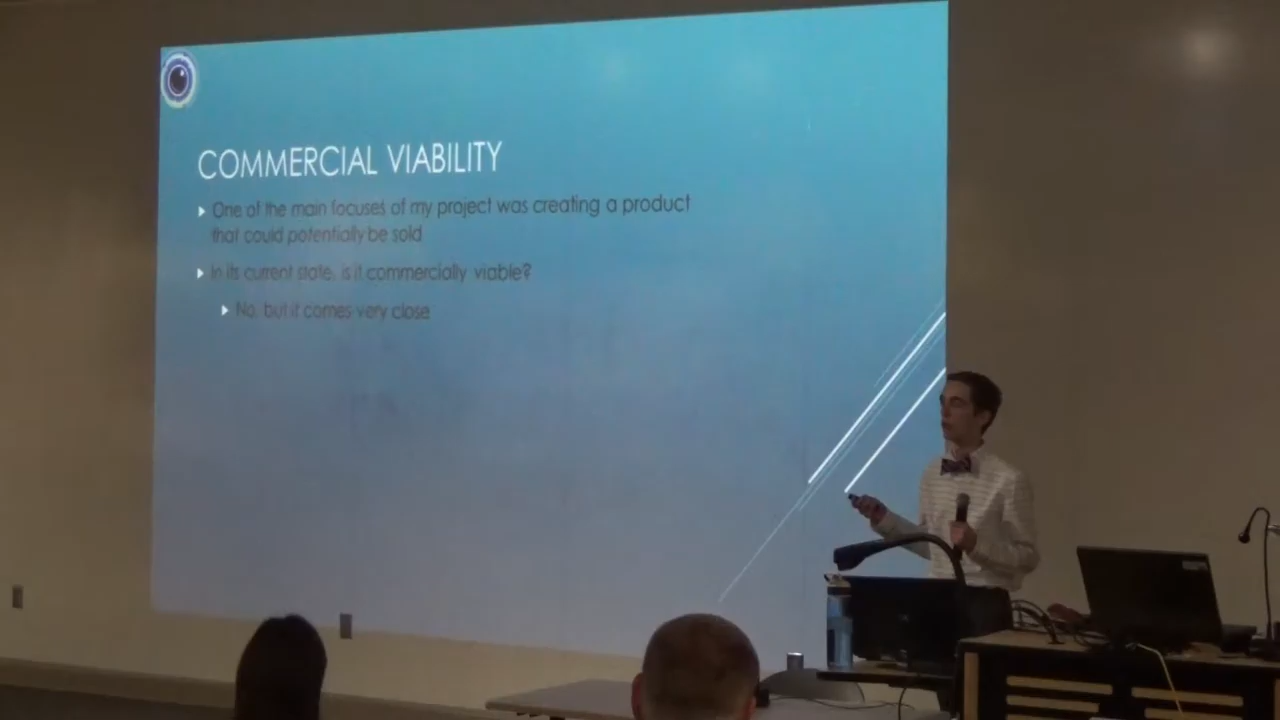 COMMERCIAL VIABILITY
One of the main focuses of my project was creating a product
that could potentially be sold
In its current state, is it commercially viable?
No, but it comes very close